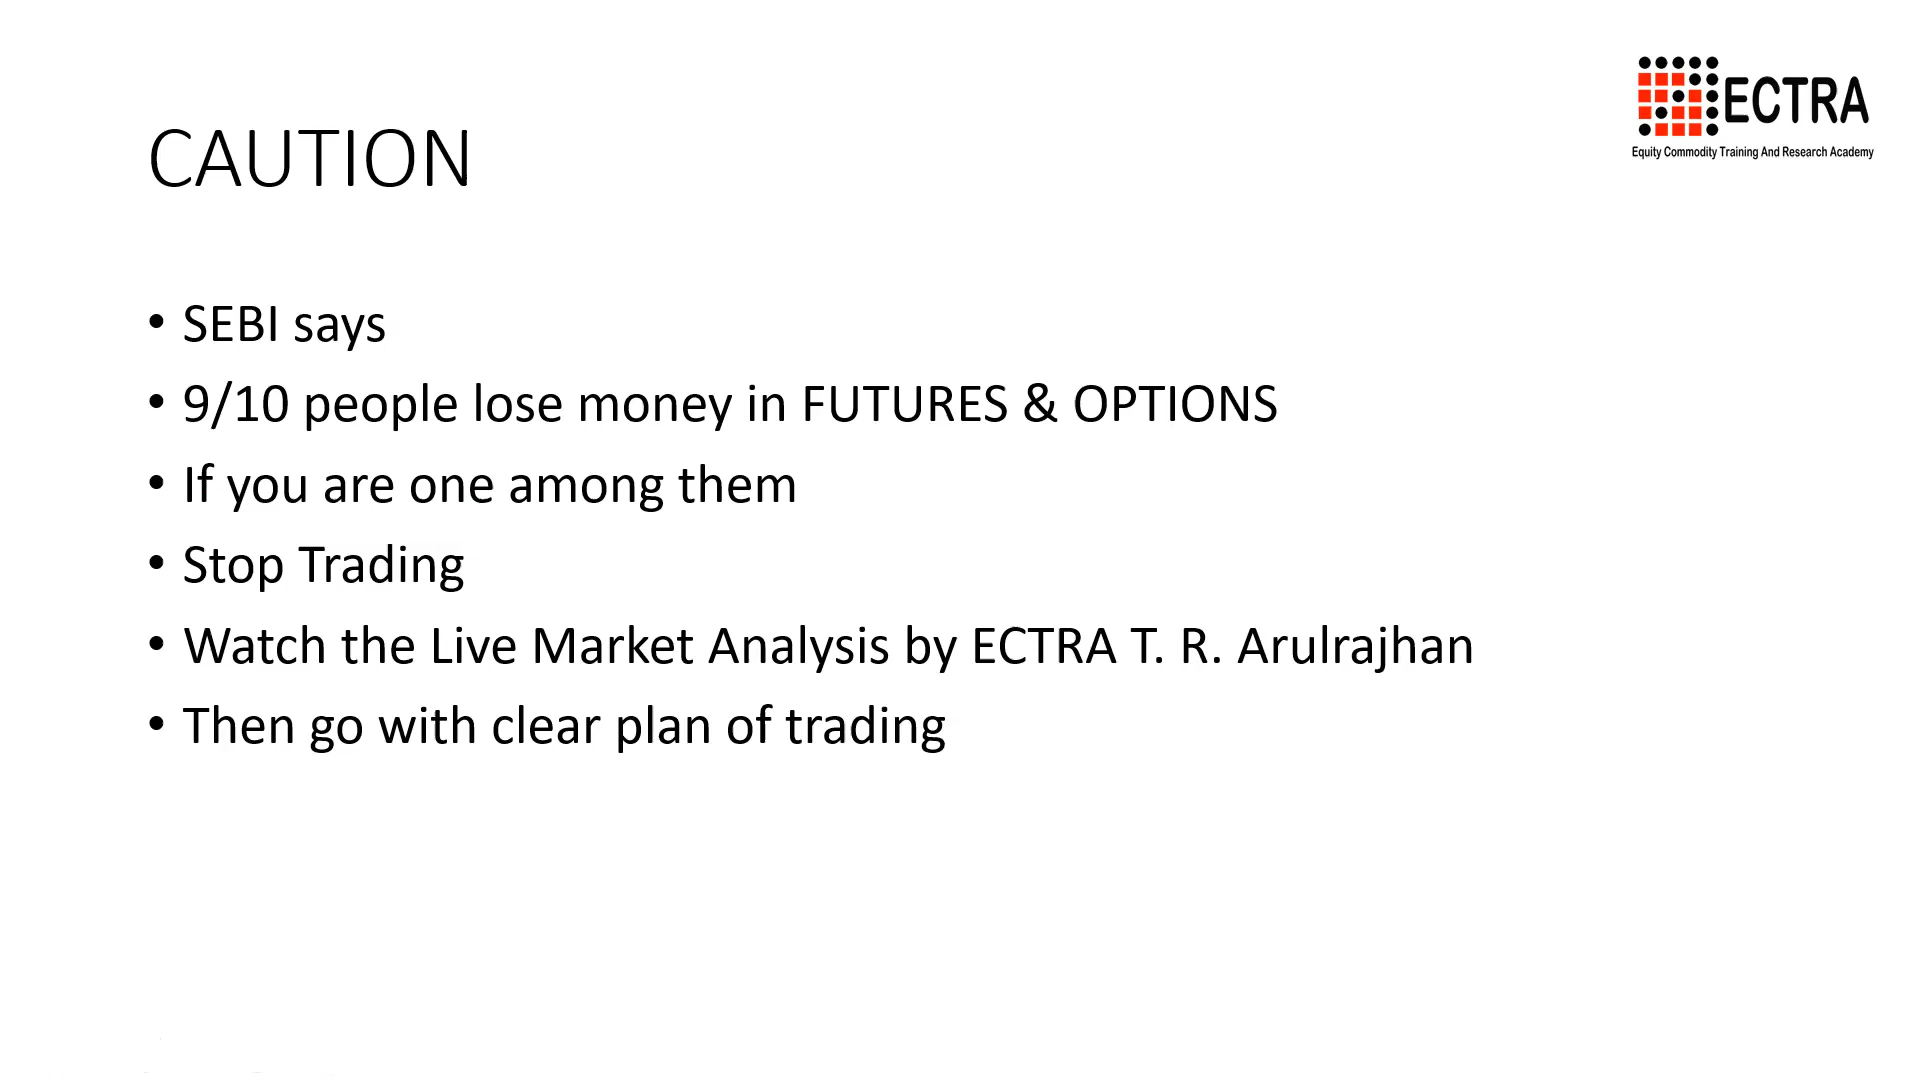 ECTRA
Equity Commodity Training And Research Academy
CAUTION
• SEBI says
• 9/10 people lose money in FUTURES & OPTIONS
• If you are one among them
• Stop Trading
• Watch the Live Market Analysis by ECTRA T. R. Arulrajhan
• Then go with clear plan of trading